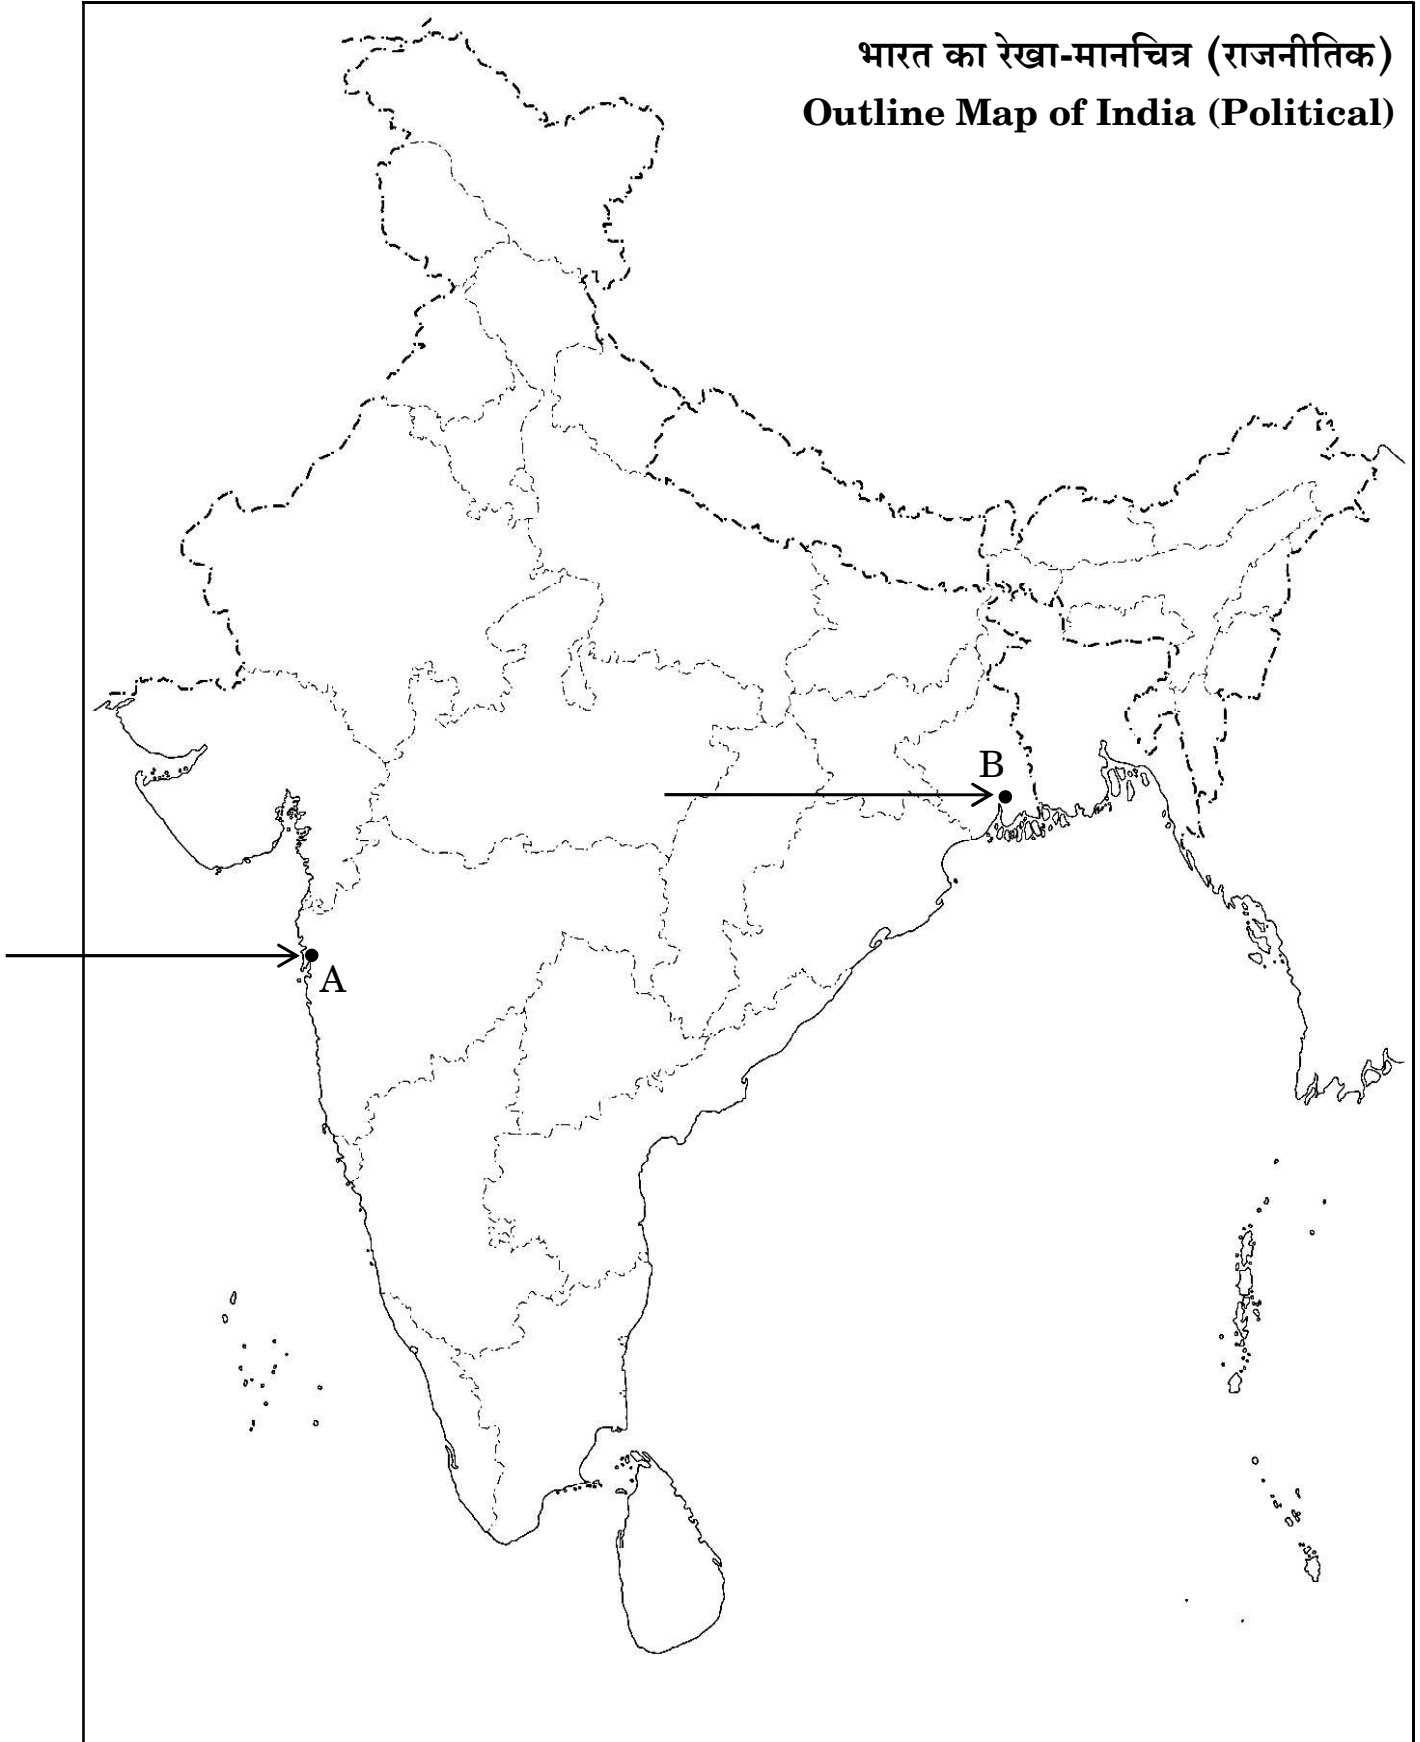 भारत का रेखा-मानचित्र (राजनीतिक)
Outline Map of India (Political)
B
A